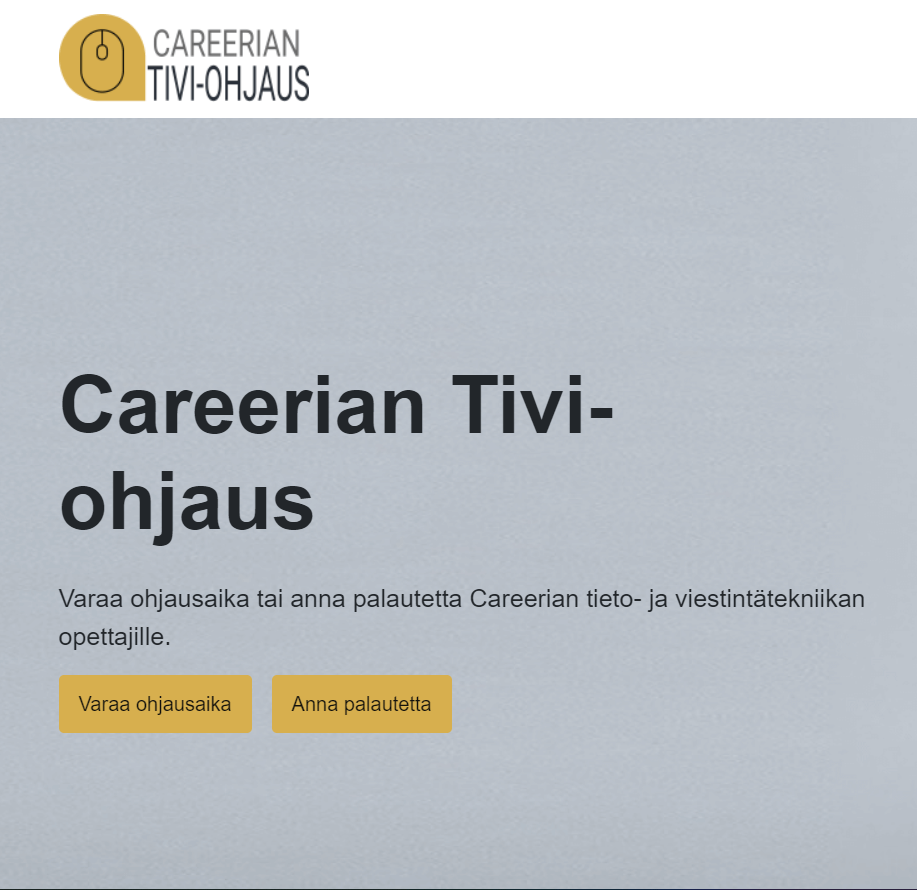 CAREERIAN
TIVI-OHJAUS
Careerian Tivi-
ohjaus
Varaa ohjausaika tai anna palautetta Careerian tieto- ja viestintätekniikan
opettajille.
Varaa ohjausaika
Anna palautetta